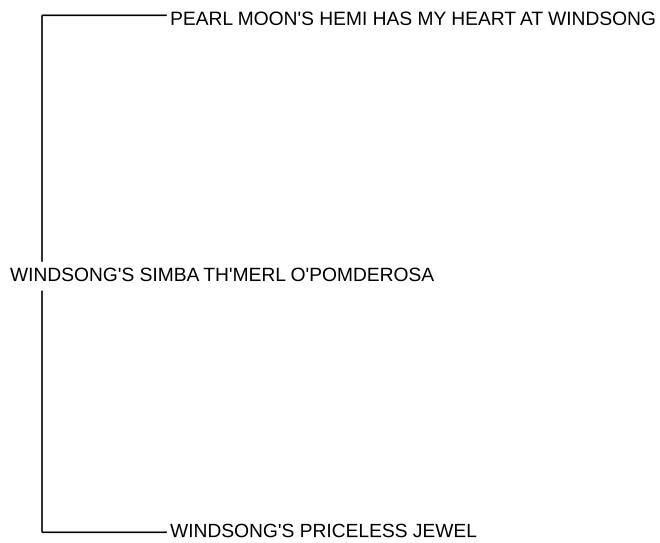 PEARL MOON'S HEMI HAS MY HEART AT WINDSONG
WINDSONG'S SIMBA TH'MERL O'POMDEROSA
WINDSONG'S PRICELESS JEWEL